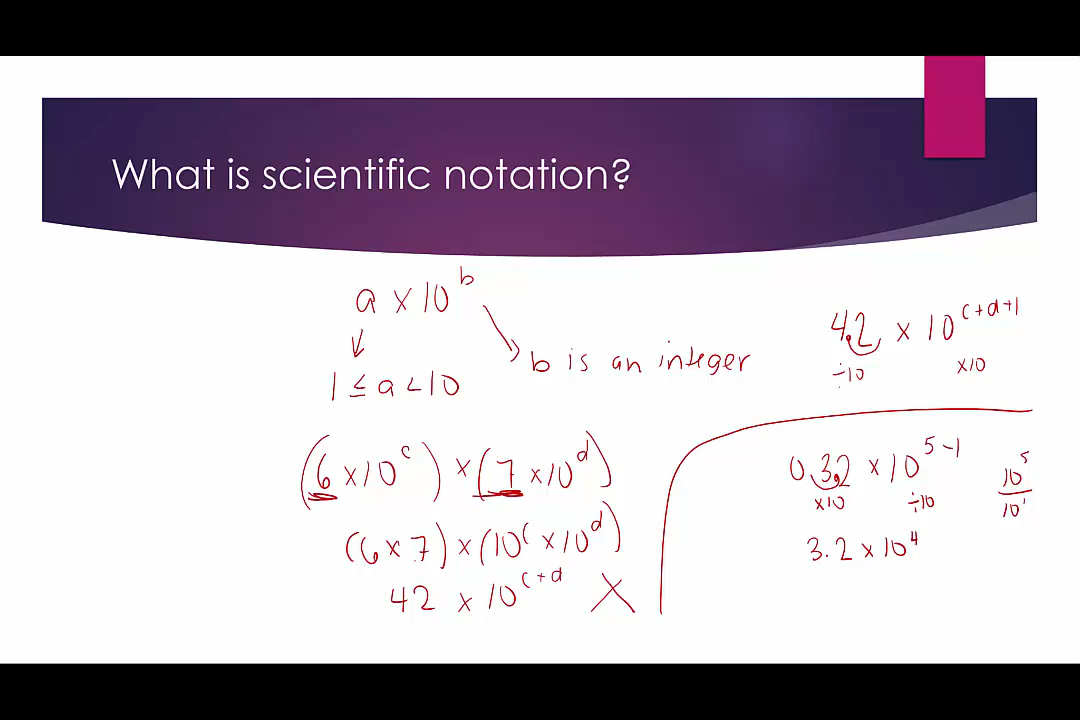 What is scientific notation?
a × 10^b
1 ≤ a < 10
b is an integer
(6 × 10^c) × (7 × 10^d)
(6 × 7) × (10^c × 10^d)
42 × 10^(c+d) X
4.2 × 10^(c+d+1)
÷10 ×10
0.32 × 10^(5-1)
×10 ÷10
10^5
10^1
3.2 × 10^4